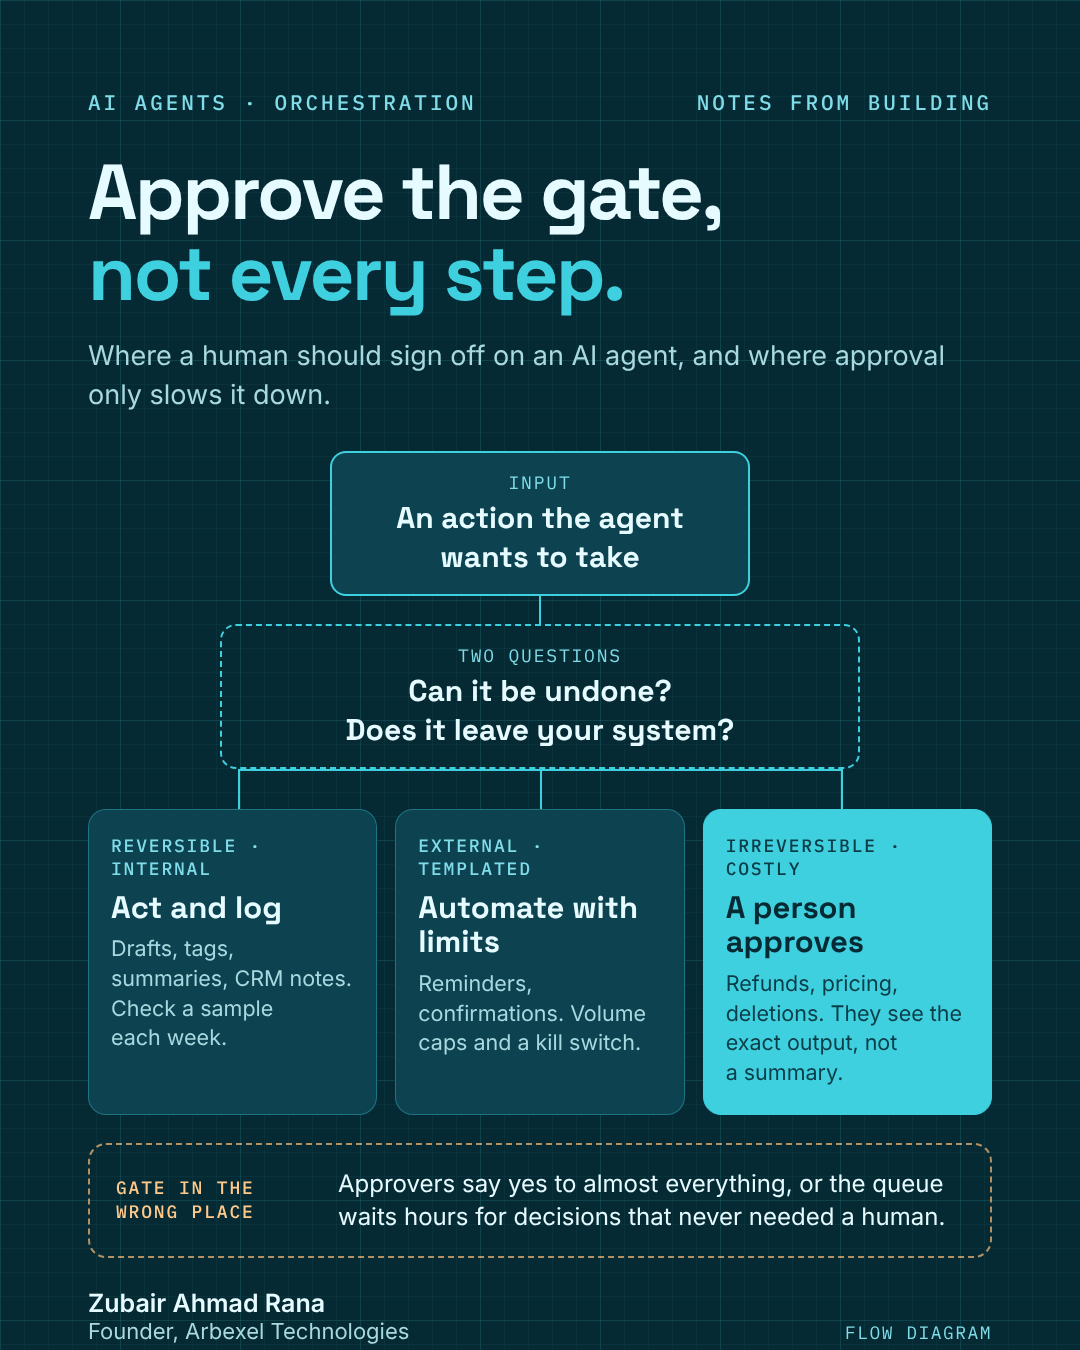 AI AGENTS · ORCHESTRATION
NOTES FROM BUILDING
Approve the gate,
not every step.
Where a human should sign off on an AI agent, and where approval
only slows it down.
INPUT
An action the agent
wants to take
TWO QUESTIONS
Can it be undone?
Does it leave your system?
REVERSIBLE ·
INTERNAL
Act and log
Drafts, tags,
summaries, CRM notes.
Check a sample
each week.
EXTERNAL ·
TEMPLATED
Automate with
limits
Reminders,
confirmations. Volume
caps and a kill switch.
IRREVERSIBLE ·
COSTLY
A person
approves
Refunds, pricing,
deletions. They see the
exact output, not
a summary.
GATE IN THE
WRONG PLACE
Approvers say yes to almost everything, or the queue
waits hours for decisions that never needed a human.
Zubair Ahmad Rana
Founder, Arbexel Technologies
FLOW DIAGRAM